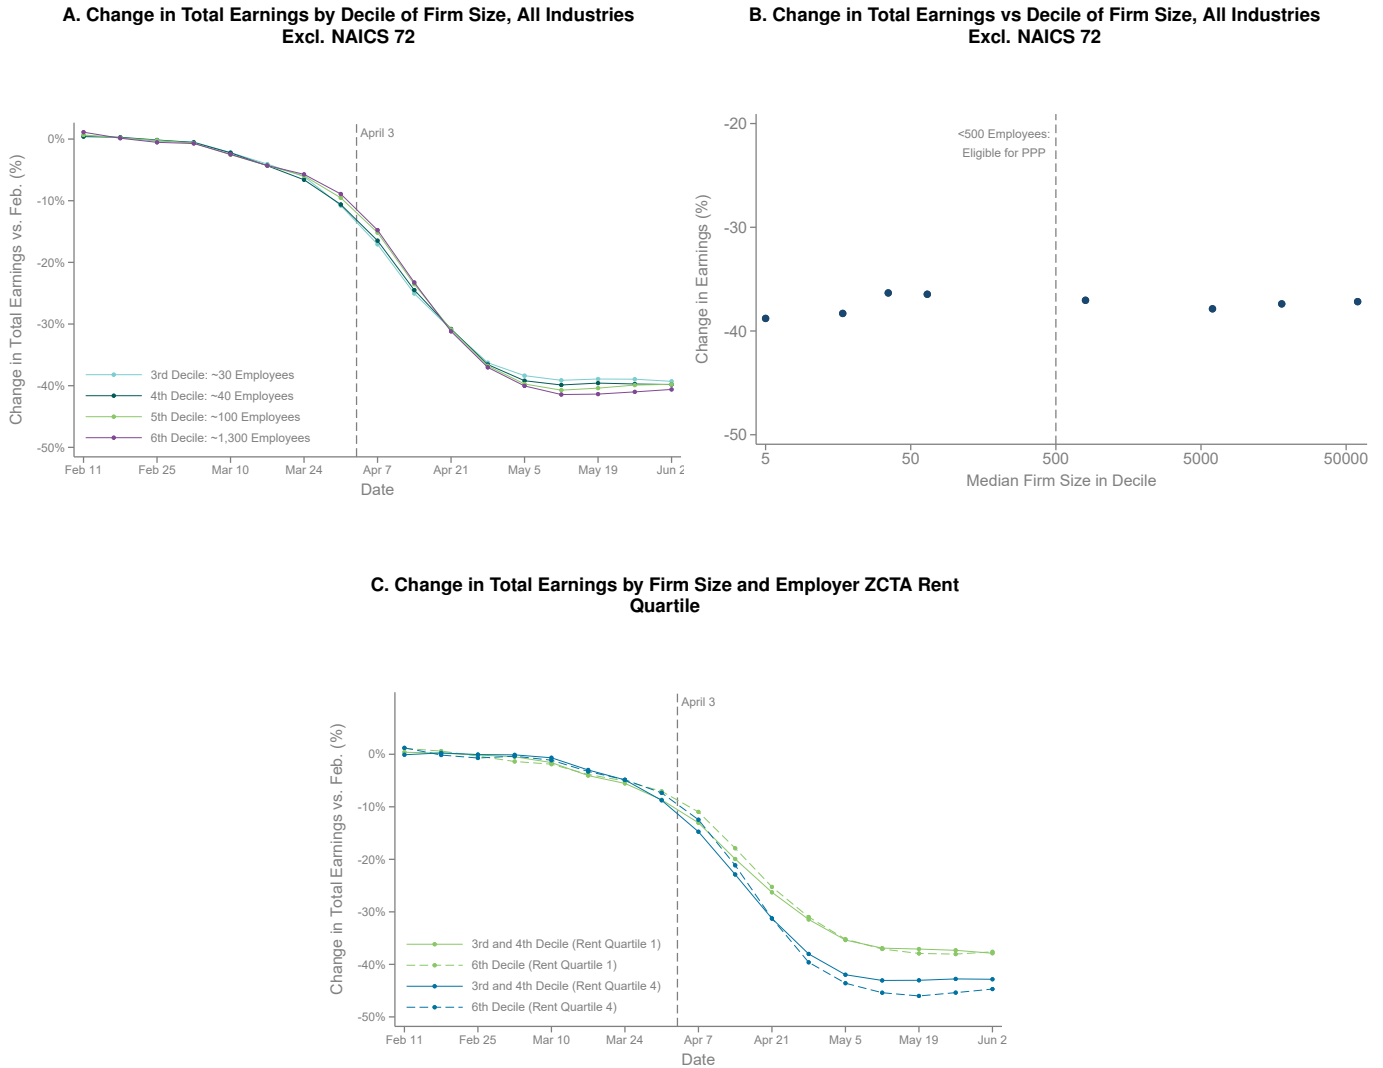 A. Change in Total Earnings by Decile of Firm Size, All Industries
Excl. NAICS 72
Change in Total Earnings vs. Feb. (%)
0%
-10%
-20%
-30%
-40%
-50%
April 3
3rd Decile: ~30 Employees
4th Decile: ~40 Employees
5th Decile: ~100 Employees
6th Decile: ~1,300 Employees
Feb 11
Feb 25
Mar 10
Mar 24
Apr 7
Apr 21
May 5
May 19
Jun 2
Date
B. Change in Total Earnings vs Decile of Firm Size, All Industries
Excl. NAICS 72
Change in Earnings (%)
-20
-30
-40
-50
<500 Employees:
Eligible for PPP
5
50
500
5000
50000
Median Firm Size in Decile
C. Change in Total Earnings by Firm Size and Employer ZCTA Rent
Quartile
Change in Total Earnings vs. Feb. (%)
0%
-10%
-20%
-30%
-40%
-50%
April 3
3rd and 4th Decile (Rent Quartile 1)
6th Decile (Rent Quartile 1)
3rd and 4th Decile (Rent Quartile 4)
6th Decile (Rent Quartile 4)
Feb 11
Feb 25
Mar 10
Mar 24
Apr 7
Apr 21
May 5
May 19
Jun 2
Date